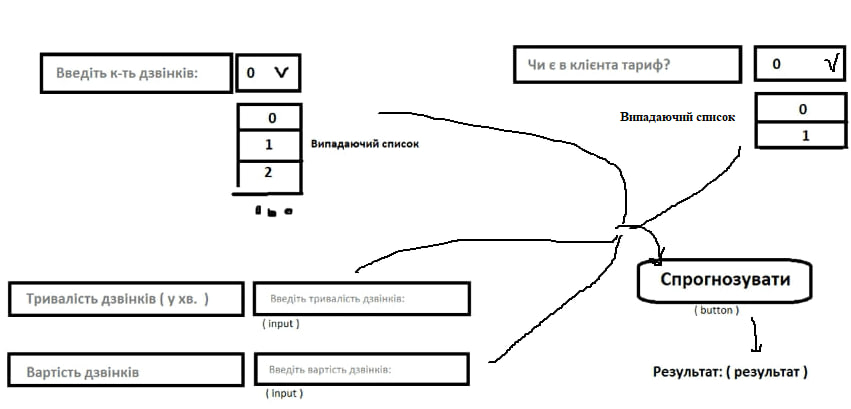 Введіть к-ть дзвінків:
0
0
1
2
Випадаючий список
Чи є в клієнта тариф?
0
Випадаючий список
0
1
Тривалість дзвінків ( у хв. )
Введіть тривалість дзвінків:
( input )
Вартість дзвінків
Введіть вартість дзвінків:
( input )
Спрогнозувати
( button )
Результат: ( результат )